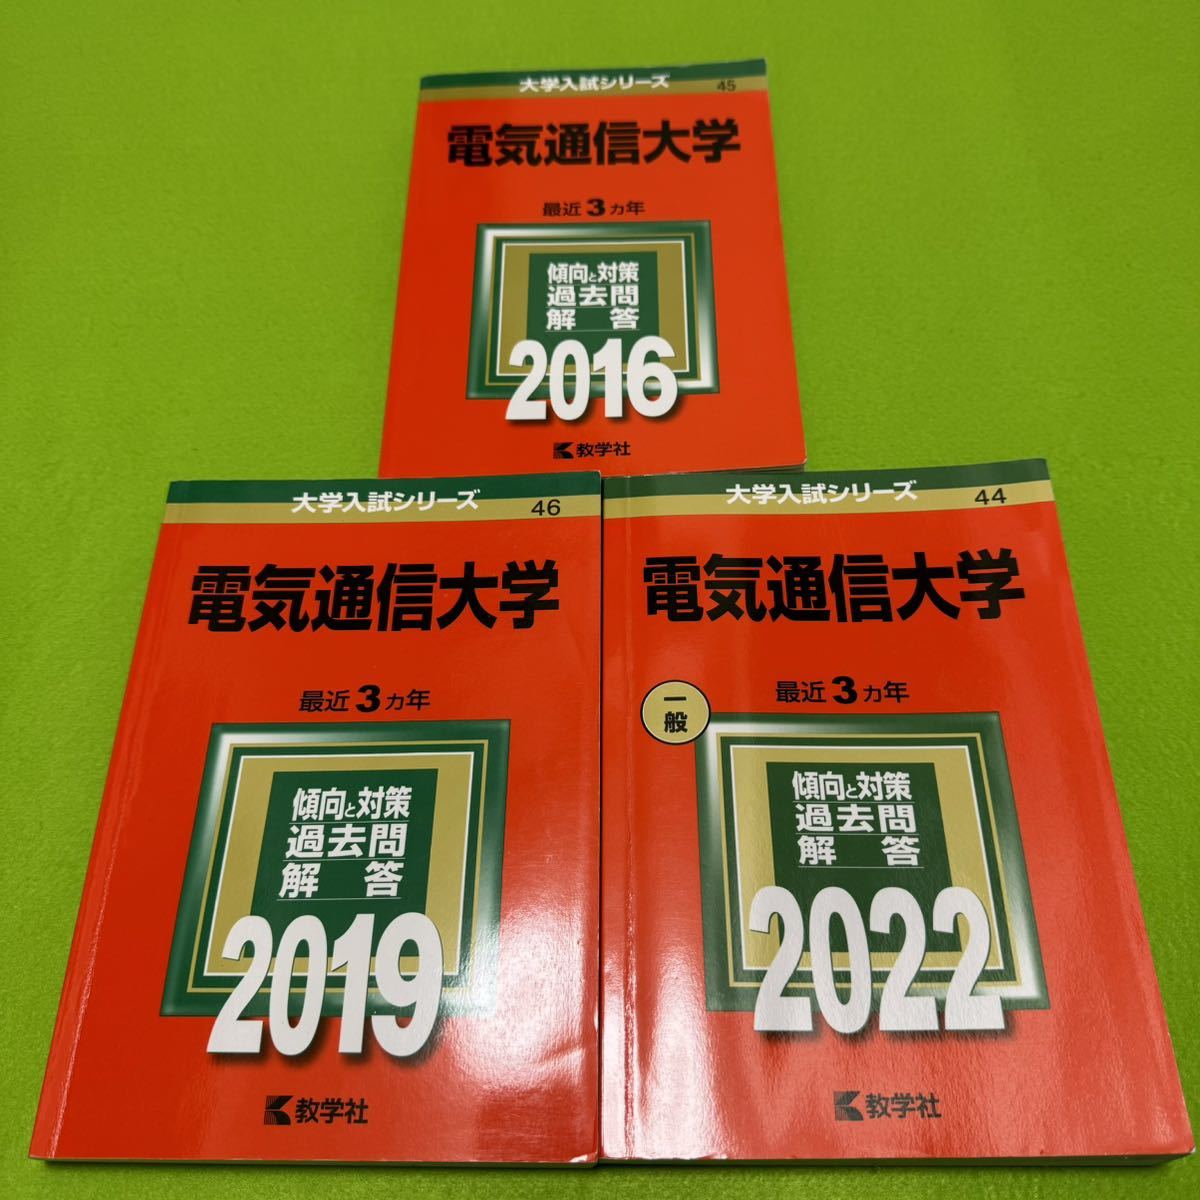 大学入試シリーズ
45
電気通信大学
最近3カ年
傾向と対策
過去問
解答
2016
教学社
大学入試シリーズ
46
電気通信大学
最近3カ年
傾向と対策
過去問
解答
2019
教学社
大学入試シリーズ
44
電気通信大学
一般
最近3カ年
傾向と対策
過去問
解答
2022
教学社